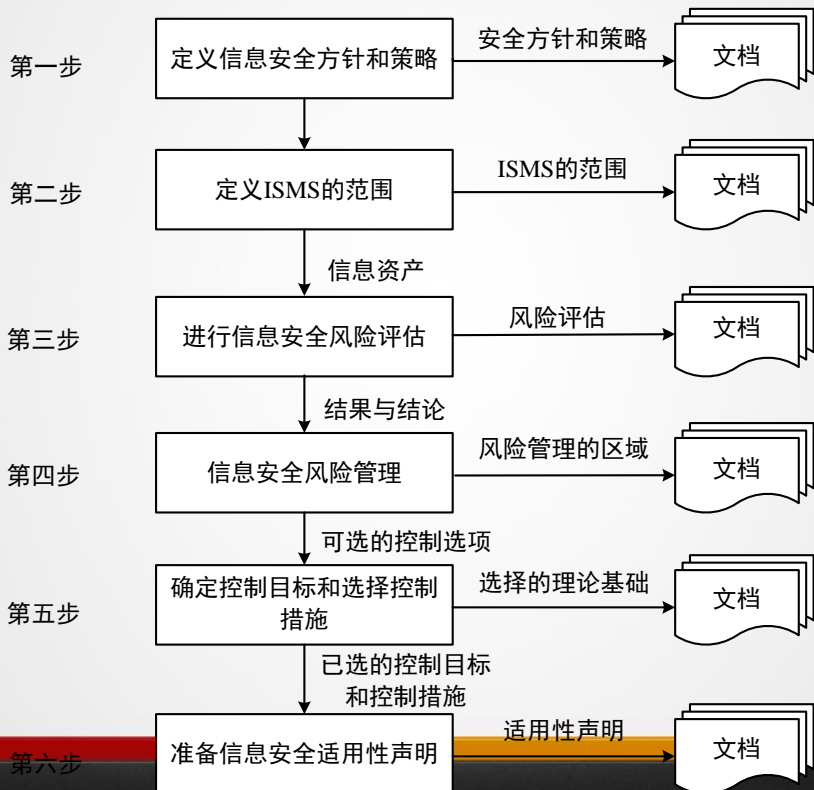 第一步
定义信息安全方针和策略
安全方针和策略
文档
第二步
定义ISMS的范围
ISMS的范围
文档
信息资产
第三步
进行信息安全风险评估
风险评估
文档
结果与结论
第四步
信息安全风险管理
风险管理的区域
文档
可选的控制选项
第五步
确定控制目标和选择控制
措施
选择的理论基础
文档
已选的控制目标
和控制措施
第六步
准备信息安全适用性声明
适用性声明
文档